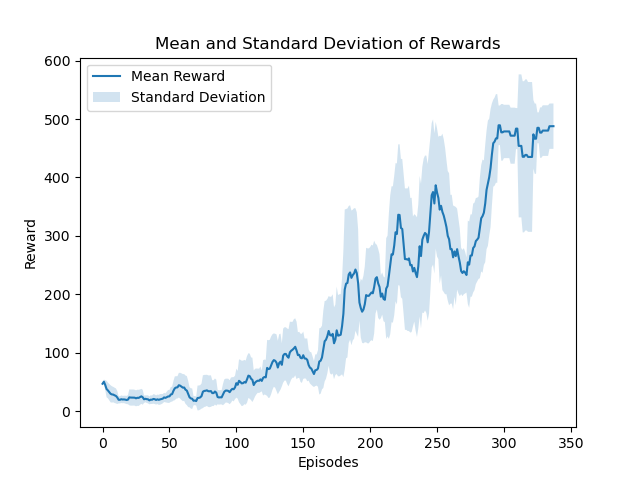 Mean and Standard Deviation of Rewards
Mean Reward
Standard Deviation
600
500
400
300
200
100
0
Reward
0 50 100 150 200 250 300 350
Episodes